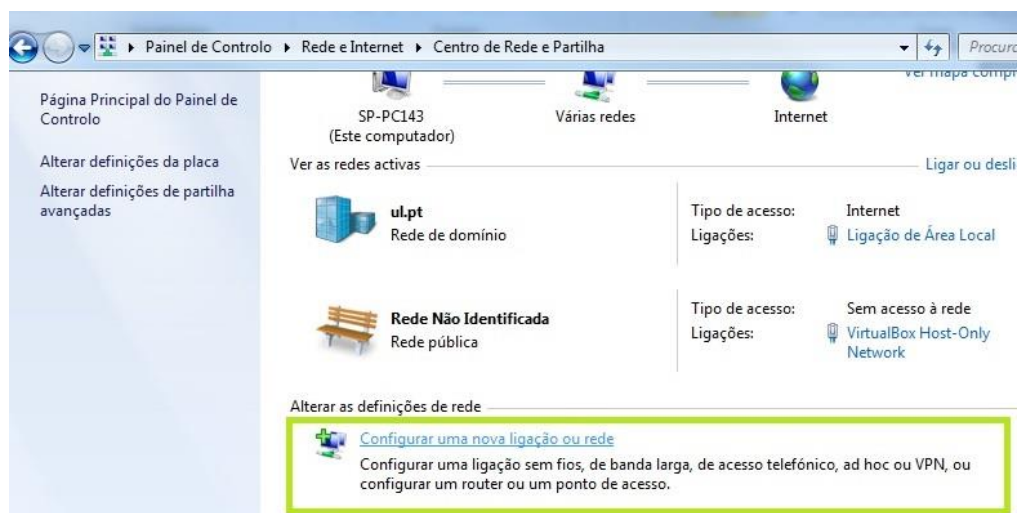 Painel de Controlo ▸ Rede e Internet ▸ Centro de Rede e Partilha
Página Principal do Painel de
Controlo
Alterar definições da placa
Alterar definições de partilha
avançadas
SP-PC143
(Este computador)
Várias redes
Internet
Ver mapa
Ver as redes activas
Ligar ou desli
ul.pt
Rede de domínio
Tipo de acesso: Internet
Ligações: Ligação de Área Local
Rede Não Identificada
Rede pública
Tipo de acesso: Sem acesso à rede
Ligações: VirtualBox Host-Only
Network
Alterar as definições de rede
Configurar uma nova ligação ou rede
Configurar uma ligação sem fios, de banda larga, de acesso telefónico, ad hoc ou VPN, ou
configurar um router ou um ponto de acesso.